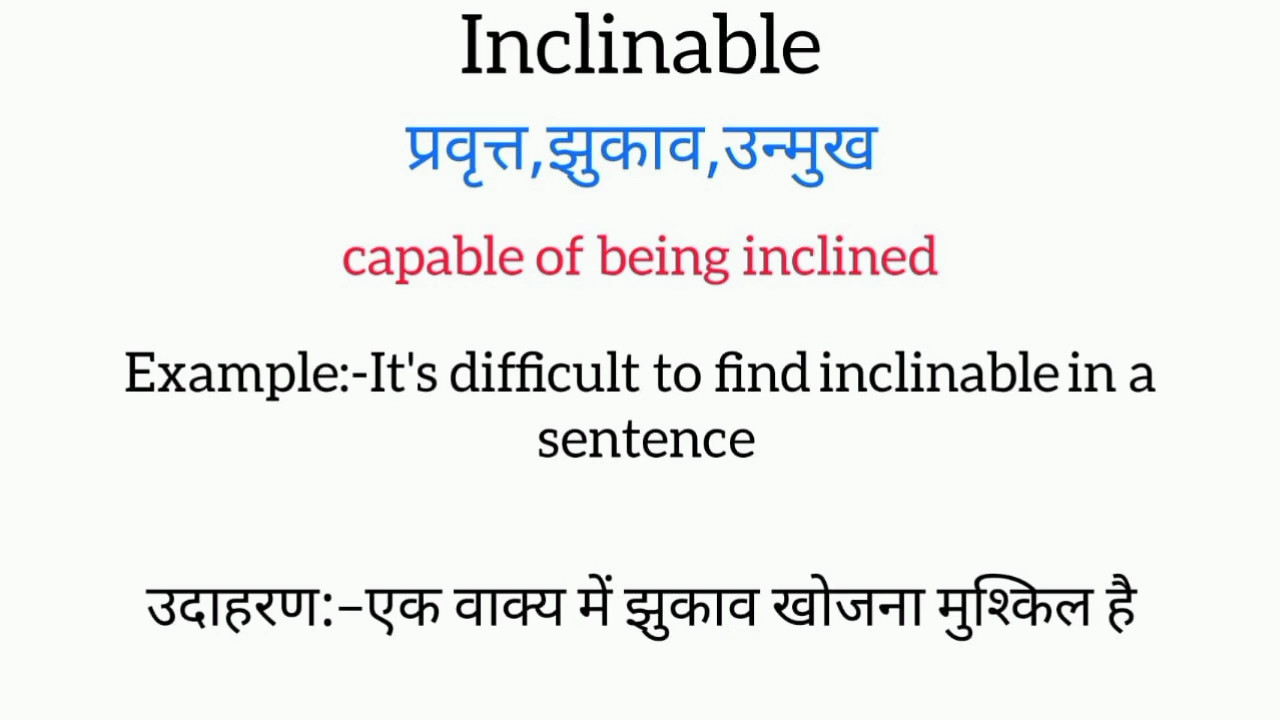 Inclinable
प्रवृत्त,झुकाव,उन्मुख
capable of being inclined
Example:-It's difficult to find inclinable in a
sentence
उदाहरण:–एक वाक्य में झुकाव खोजना मुश्किल है